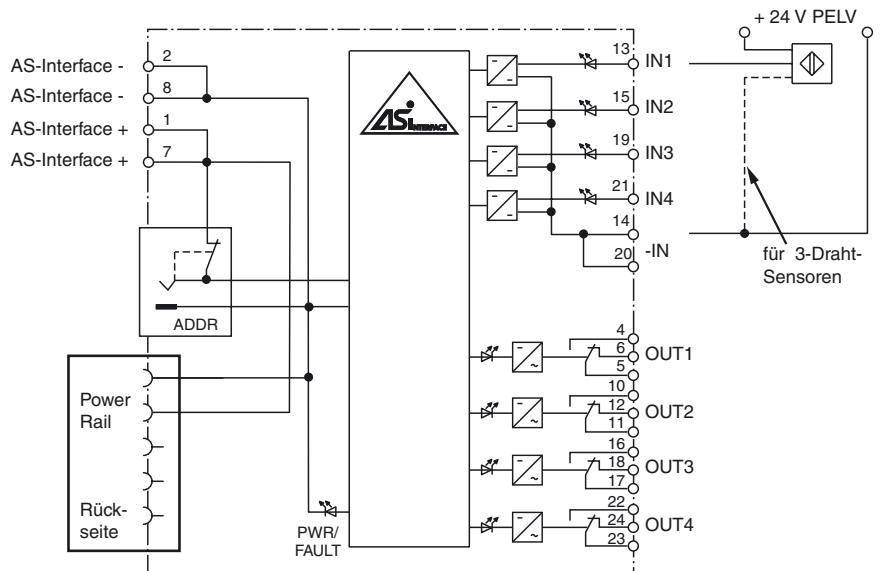 AS-Interface -
2
AS-Interface -
8
AS-Interface +
1
AS-Interface +
7
ADDR
Power
Rail
Rück-
seite
PWR/
FAULT
ASi
INTERFACE
13
IN1
15
IN2
19
IN3
21
IN4
14
-IN
20
+ 24 V PELV
für 3-Draht-
Sensoren
4
6
OUT1
5
10
12
OUT2
11
16
18
OUT3
17
22
24
OUT4
23